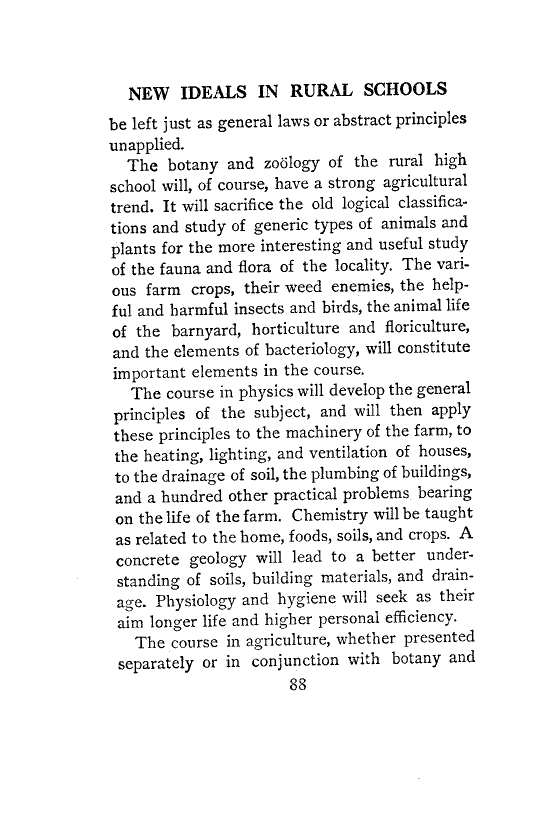 NEW IDEALS IN RURAL SCHOOLS
be left just as general laws or abstract principles
unapplied.
The botany and zoölogy of the rural high
school will, of course, have a strong agricultural
trend. It will sacrifice the old logical classifica-
tions and study of generic types of animals and
plants for the more interesting and useful study
of the fauna and flora of the locality. The vari-
ous farm crops, their weed enemies, the help-
ful and harmful insects and birds, the animal life
of the barnyard, horticulture and floriculture,
and the elements of bacteriology, will constitute
important elements in the course.
The course in physics will develop the general
principles of the subject, and will then apply
these principles to the machinery of the farm, to
the heating, lighting, and ventilation of houses,
to the drainage of soil, the plumbing of buildings,
and a hundred other practical problems bearing
on the life of the farm. Chemistry will be taught
as related to the home, foods, soils, and crops. A
concrete geology will lead to a better under-
standing of soils, building materials, and drain-
age. Physiology and hygiene will seek as their
aim longer life and higher personal efficiency.
The course in agriculture, whether presented
separately or in conjunction with botany and
88